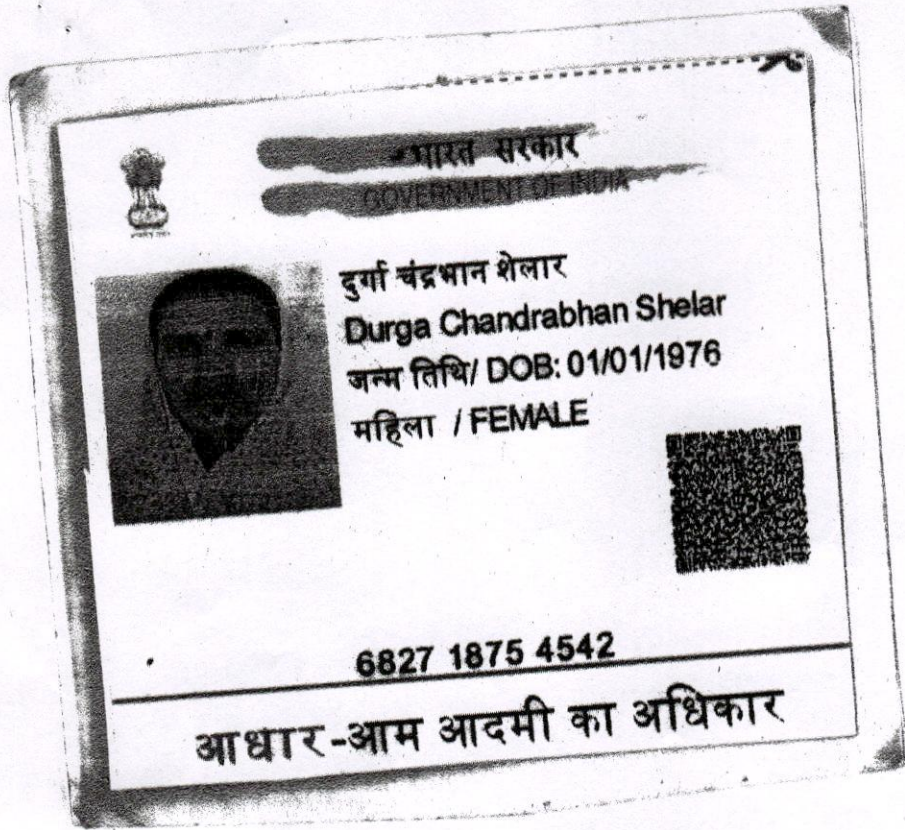 भारत सरकार
GOVERNMENT OF INDIA
दुर्गा चंद्रभान शेलार
Durga Chandrabhan Shelar
जन्म तिथि/ DOB: 01/01/1976
महिला / FEMALE
6827 1875 4542
आधार-आम आदमी का अधिकार